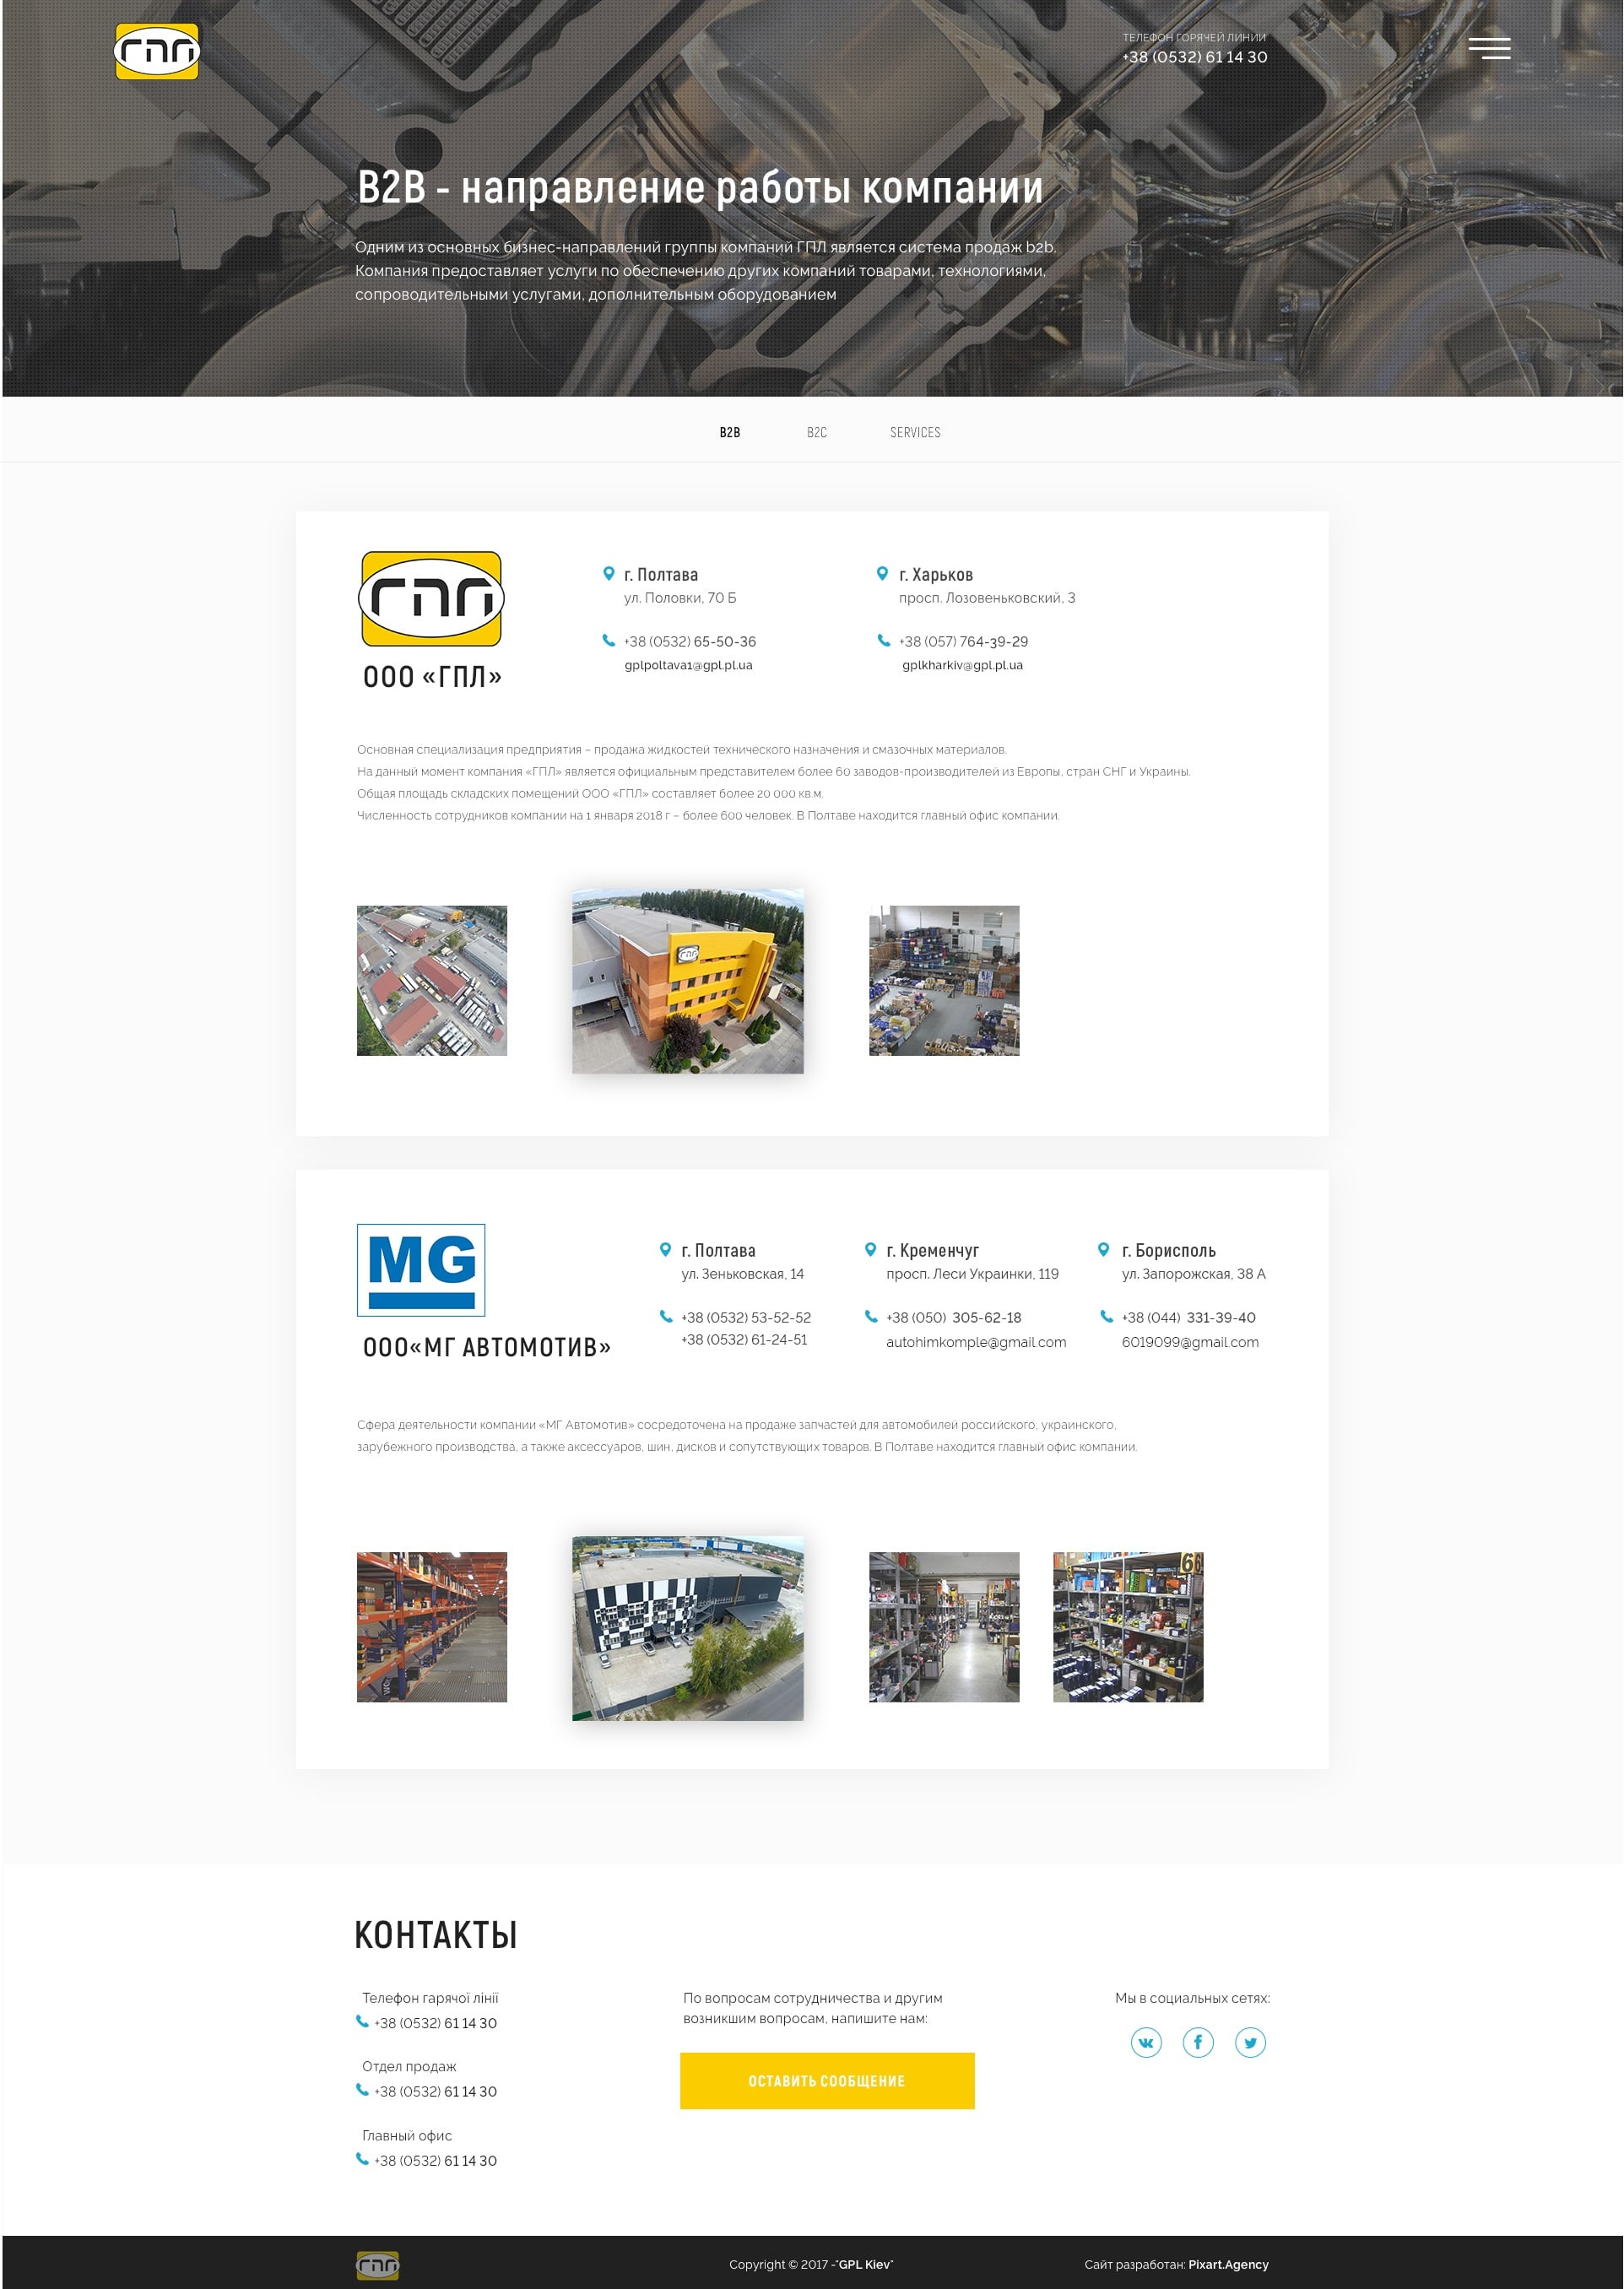 ГПЛ
ТЕЛЕФОН ГОРЯЧЕЙ ЛИНИИ
+38 (0532) 61 14 30
B2B - направление работы компании
Одним из основных бизнес-направлений группы компаний ГПЛ является система продаж b2b.
Компания предоставляет услуги по обеспечению других компаний товарами, технологиями,
сопроводительными услугами, дополнительным оборудованием
B2B
B2C
SERVICES
ГПЛ
ООО «ГПЛ»
г. Полтава
ул. Половки, 70 Б
+38 (0532) 65-50-36
gplpoltava1@gpl.pl.ua
г. Харьков
просп. Лозовеньковский, 3
+38 (057) 764-39-29
gplkharkiv@gpl.pl.ua
Основная специализация предприятия – продажа жидкостей технического назначения и смазочных материалов.
На данный момент компания «ГПЛ» является официальным представителем более 60 заводов-производителей из Европы, стран СНГ и Украины.
Общая площадь складских помещений ООО «ГПЛ» составляет более 20 000 кв.м.
Численность сотрудников компании на 1 января 2018 г – более 600 человек. В Полтаве находится главный офис компании.
ГПЛ
MG
ООО«МГ АВТОМОТИВ»
г. Полтава
ул. Зеньковская, 14
+38 (0532) 53-52-52
+38 (0532) 61-24-51
г. Кременчуг
просп. Леси Украинки, 119
+38 (050) 305-62-18
autohimkomple@gmail.com
г. Борисполь
ул. Запорожская, 38 А
+38 (044) 331-39-40
6019099@gmail.com
Сфера деятельности компании «МГ Автомотив» сосредоточена на продаже запчастей для автомобилей российского, украинского,
зарубежного производства, а также аксессуаров, шин, дисков и сопутствующих товаров. В Полтаве находится главный офис компании.
66
КОНТАКТЫ
Телефон гарячої лінії
+38 (0532) 61 14 30
Отдел продаж
+38 (0532) 61 14 30
Главный офис
+38 (0532) 61 14 30
По вопросам сотрудничества и другим
возникшим вопросам, напишите нам:
ОСТАВИТЬ СООБЩЕНИЕ
Мы в социальных сетях:
ГПЛ
Copyright © 2017 -"GPL Kiev"
Сайт разработан: Pixart.Agency